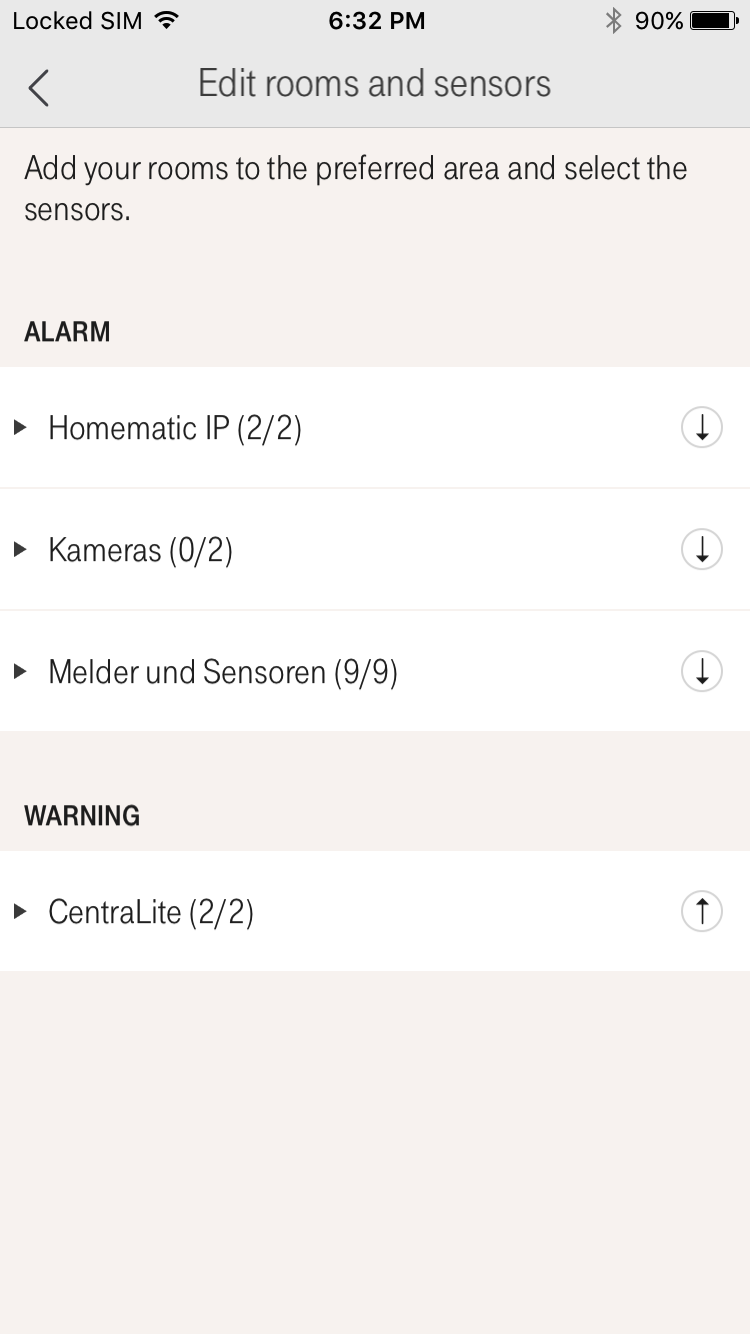 Locked SIM 6:32 PM 90%
Edit rooms and sensors
Add your rooms to the preferred area and select the
sensors.
ALARM
Homematic IP (2/2)
Kameras (0/2)
Melder und Sensoren (9/9)
WARNING
CentraLite (2/2)